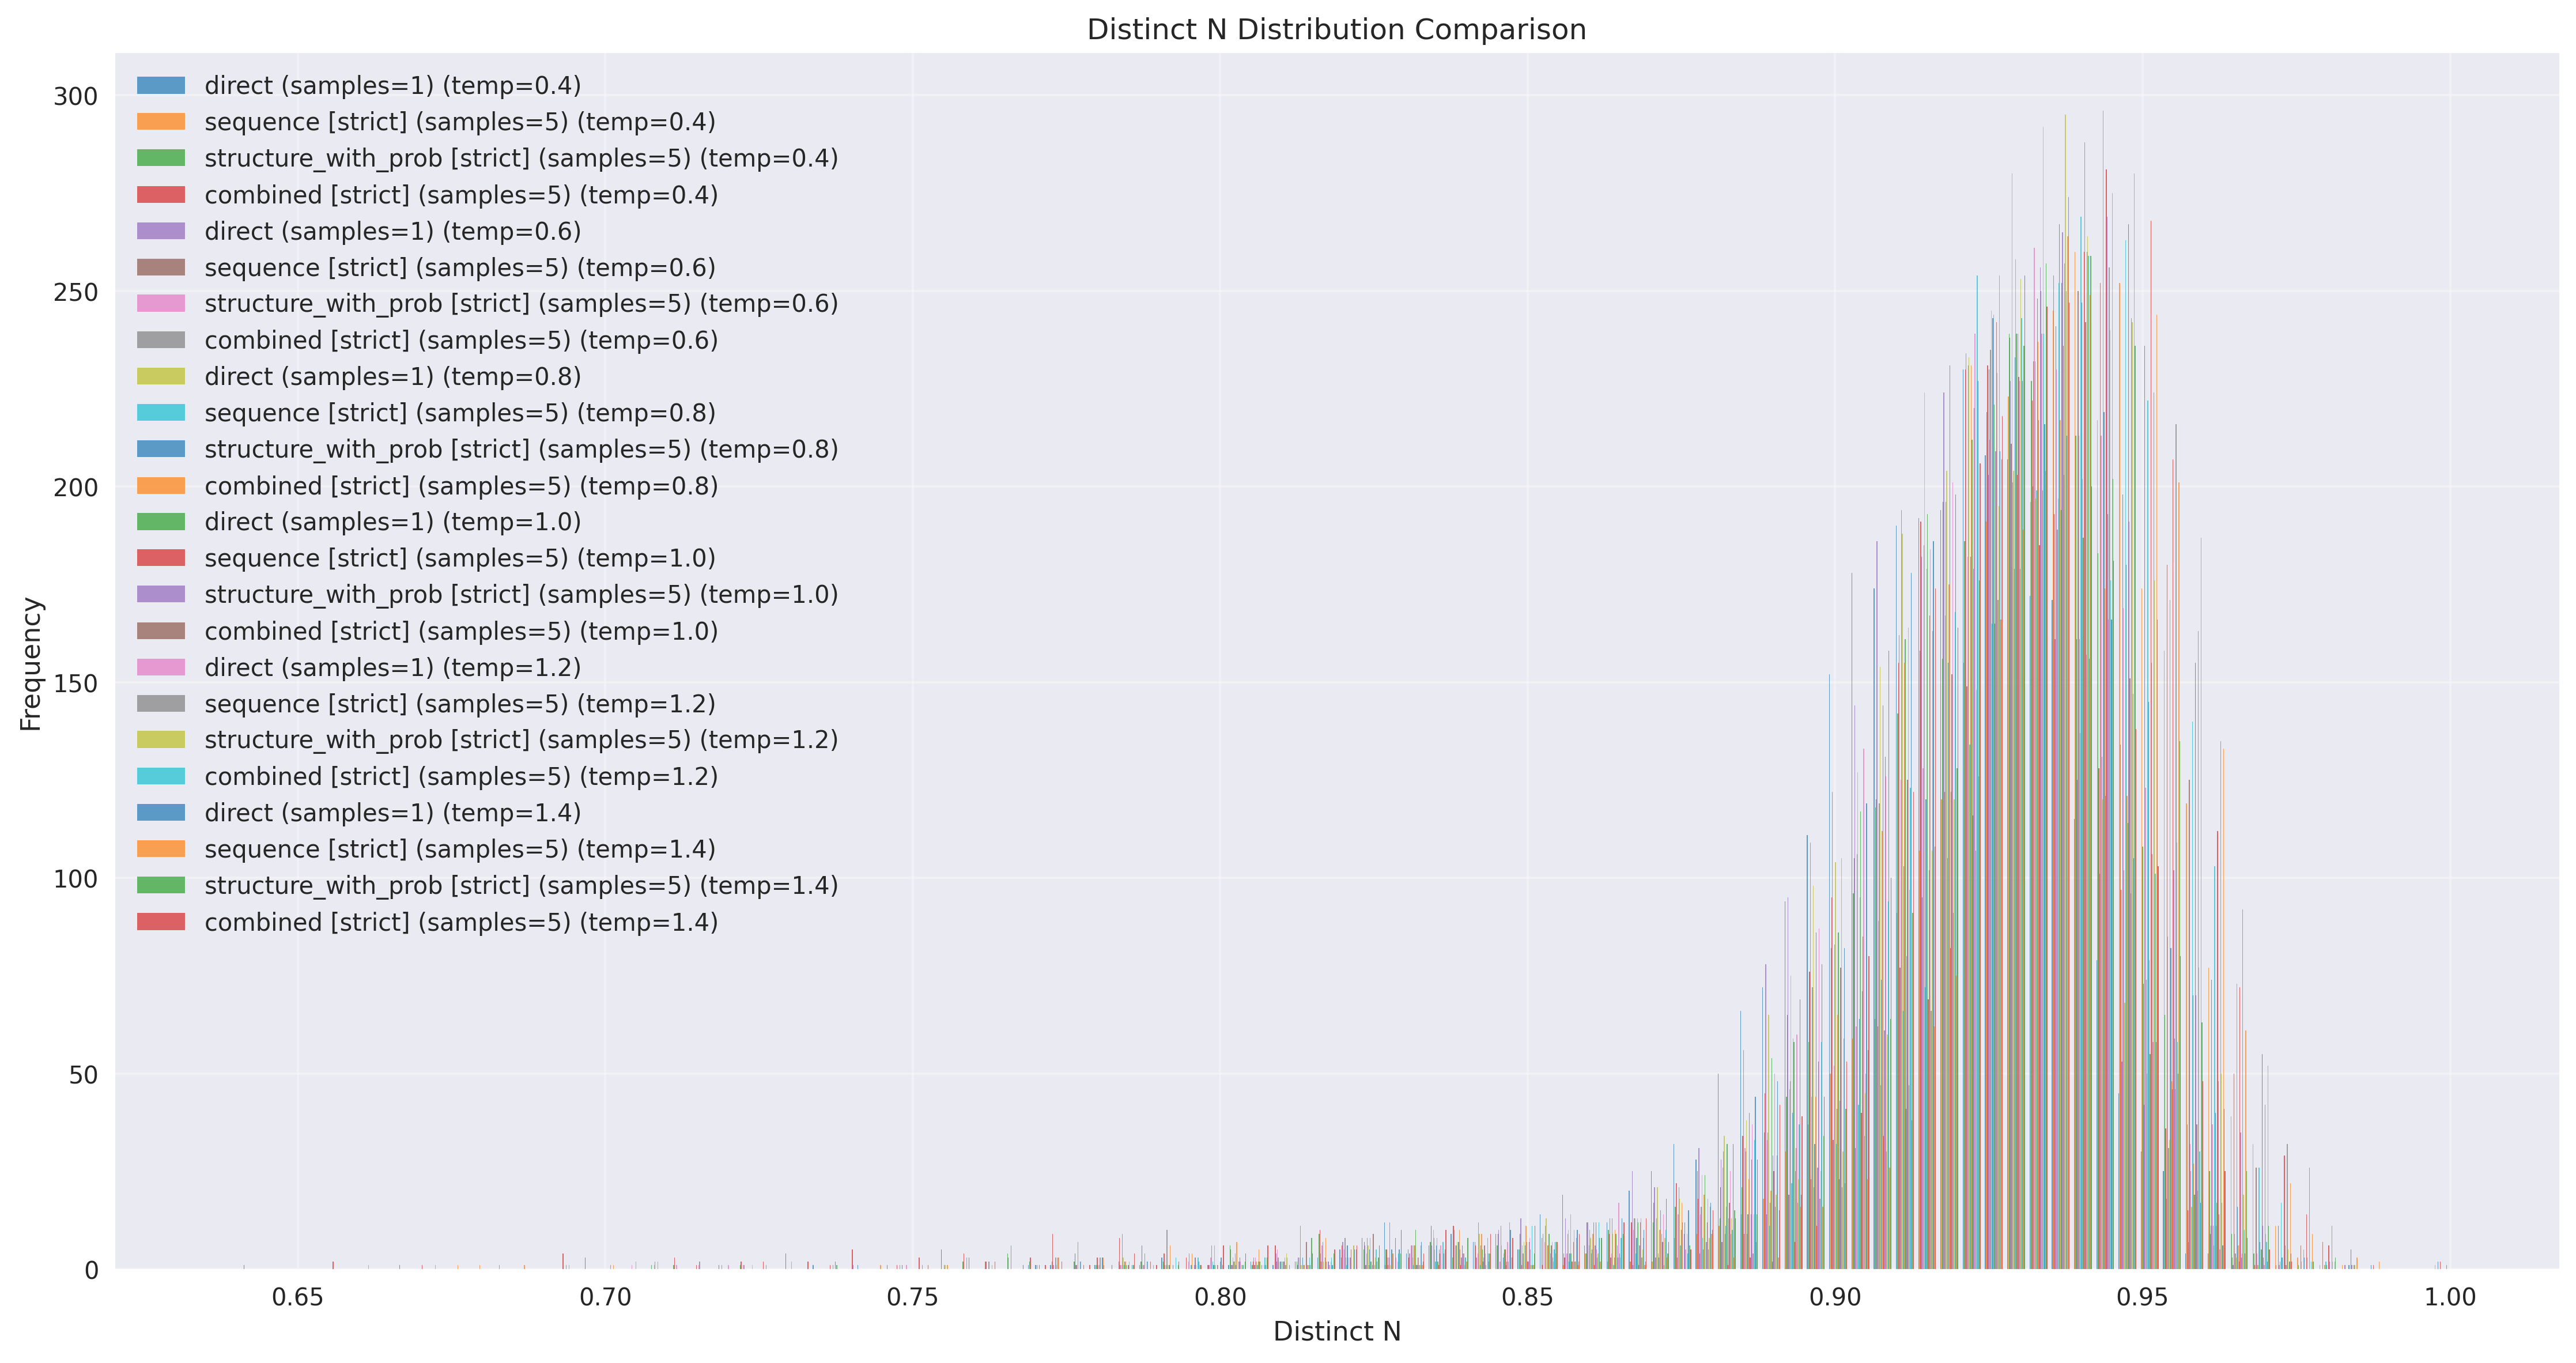 Distinct N Distribution Comparison
direct (samples=1) (temp=0.4)
sequence [strict] (samples=5) (temp=0.4)
structure_with_prob [strict] (samples=5) (temp=0.4)
combined [strict] (samples=5) (temp=0.4)
direct (samples=1) (temp=0.6)
sequence [strict] (samples=5) (temp=0.6)
structure_with_prob [strict] (samples=5) (temp=0.6)
combined [strict] (samples=5) (temp=0.6)
direct (samples=1) (temp=0.8)
sequence [strict] (samples=5) (temp=0.8)
structure_with_prob [strict] (samples=5) (temp=0.8)
combined [strict] (samples=5) (temp=0.8)
direct (samples=1) (temp=1.0)
sequence [strict] (samples=5) (temp=1.0)
structure_with_prob [strict] (samples=5) (temp=1.0)
combined [strict] (samples=5) (temp=1.0)
direct (samples=1) (temp=1.2)
sequence [strict] (samples=5) (temp=1.2)
structure_with_prob [strict] (samples=5) (temp=1.2)
combined [strict] (samples=5) (temp=1.2)
direct (samples=1) (temp=1.4)
sequence [strict] (samples=5) (temp=1.4)
structure_with_prob [strict] (samples=5) (temp=1.4)
combined [strict] (samples=5) (temp=1.4)
Frequency
300
250
200
150
100
50
0
0.65 0.70 0.75 0.80 0.85 0.90 0.95 1.00
Distinct N